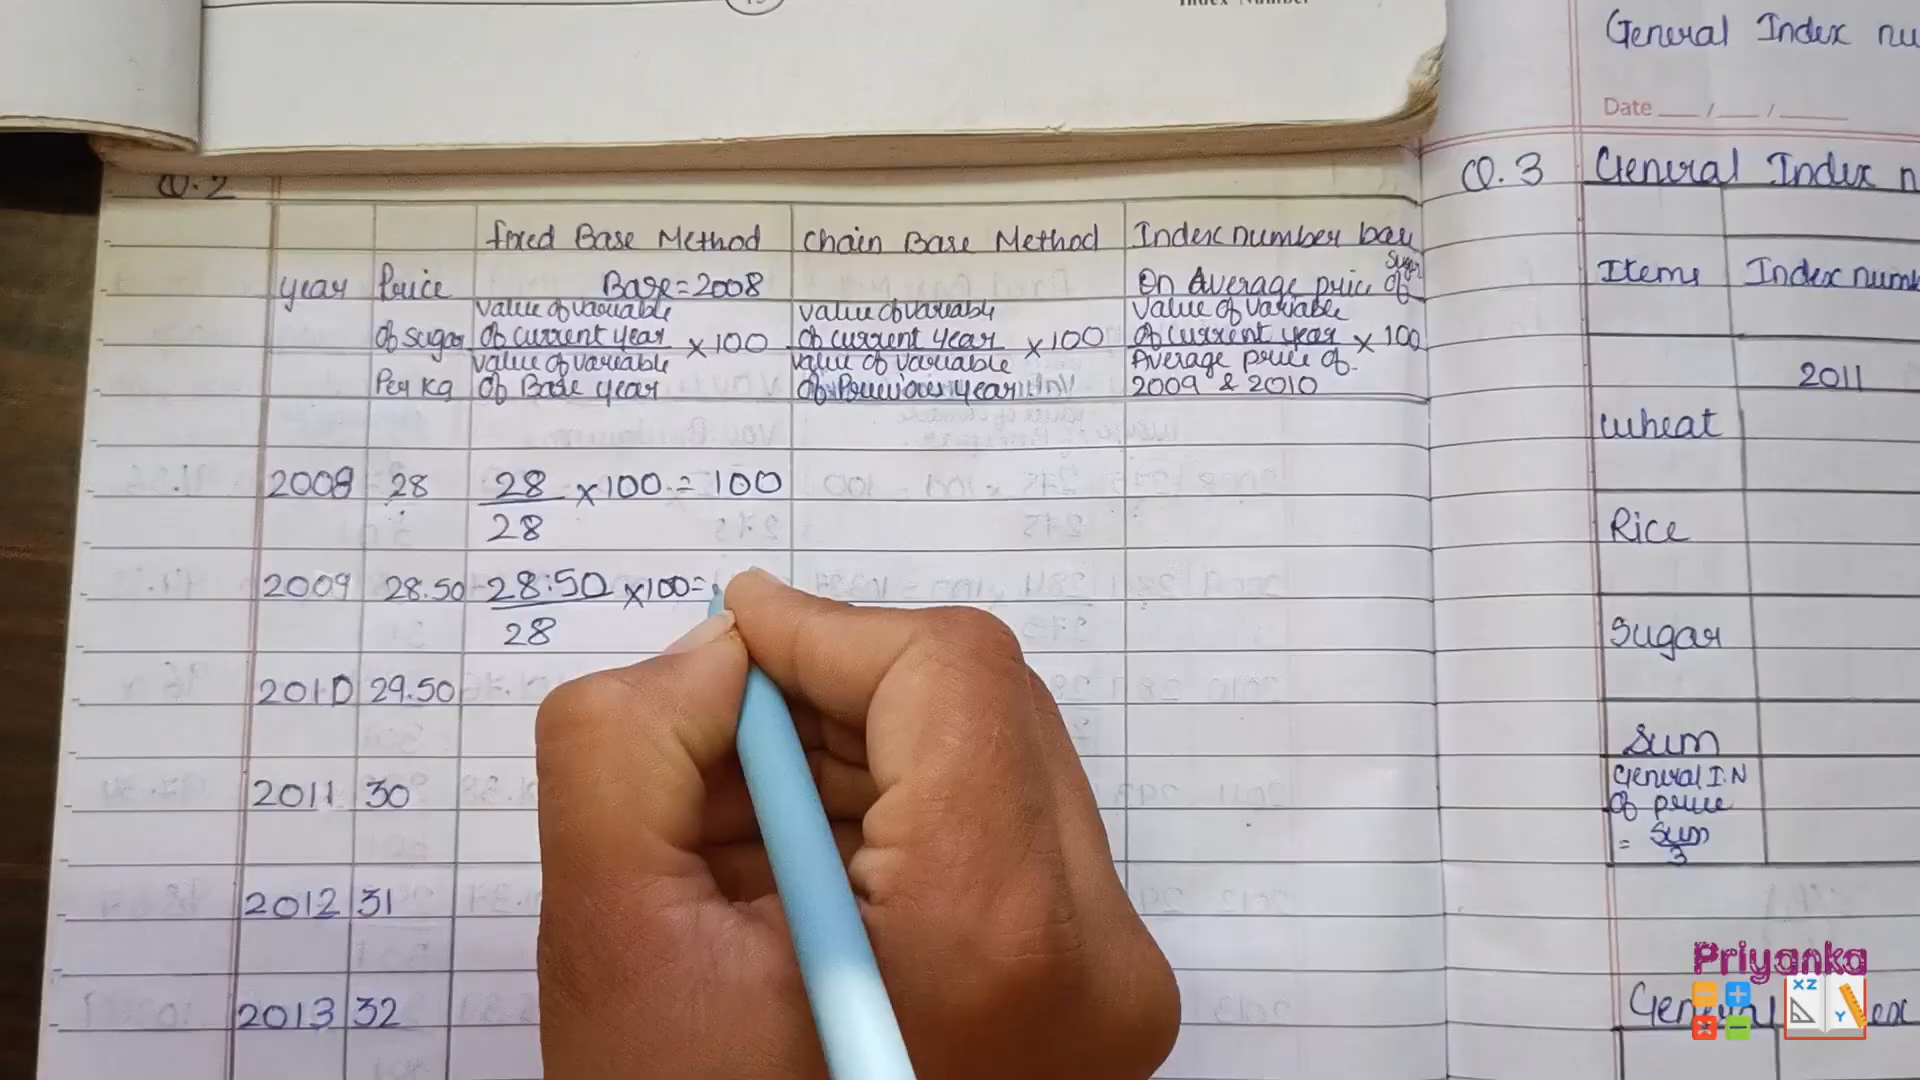 General Index nu
Date __ / __ / ____
Q.2
Q.3 General Index n
fixed Base Method Chain Base Method Index number
year Price Base=2008 On Average price of Sugar
of sugar Per Kg
value of variable of current year × 100
value of variable of Base year
value of variable of current year × 100
value of variable of Previous year
value of variable of current year × 100
Average price of 2009 & 2010
2008 28 28/28 ×100 = 100
2009 28.50 28.50/28 ×100=
2010 29.50
2011 30
2012 31
2013 32
Items Index numb
2011
Wheat
Rice
Sugar
Sum
General I.N
of price
= Sum/3
General ex
Priyanka
XZ
Y